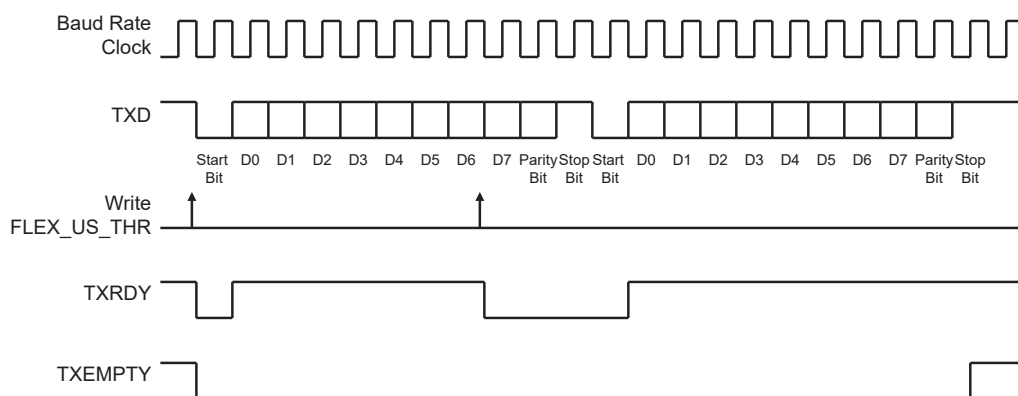 Baud Rate
Clock
TXD
Start D0 D1 D2 D3 D4 D5 D6 D7 Parity Stop Start D0 D1 D2 D3 D4 D5 D6 D7 Parity Stop
Bit Bit Bit Bit Bit Bit
Write
FLEX_US_THR
TXRDY
TXEMPTY